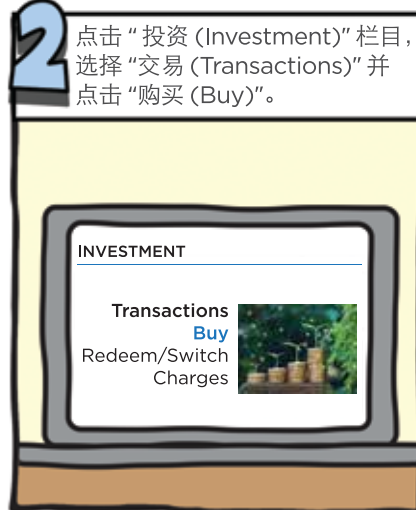 2
点击 “ 投资 (Investment)” 栏目，
选择 “交易 (Transactions)” 并
点击 “购买 (Buy)”。
INVESTMENT
Transactions
Buy
Redeem/Switch
Charges